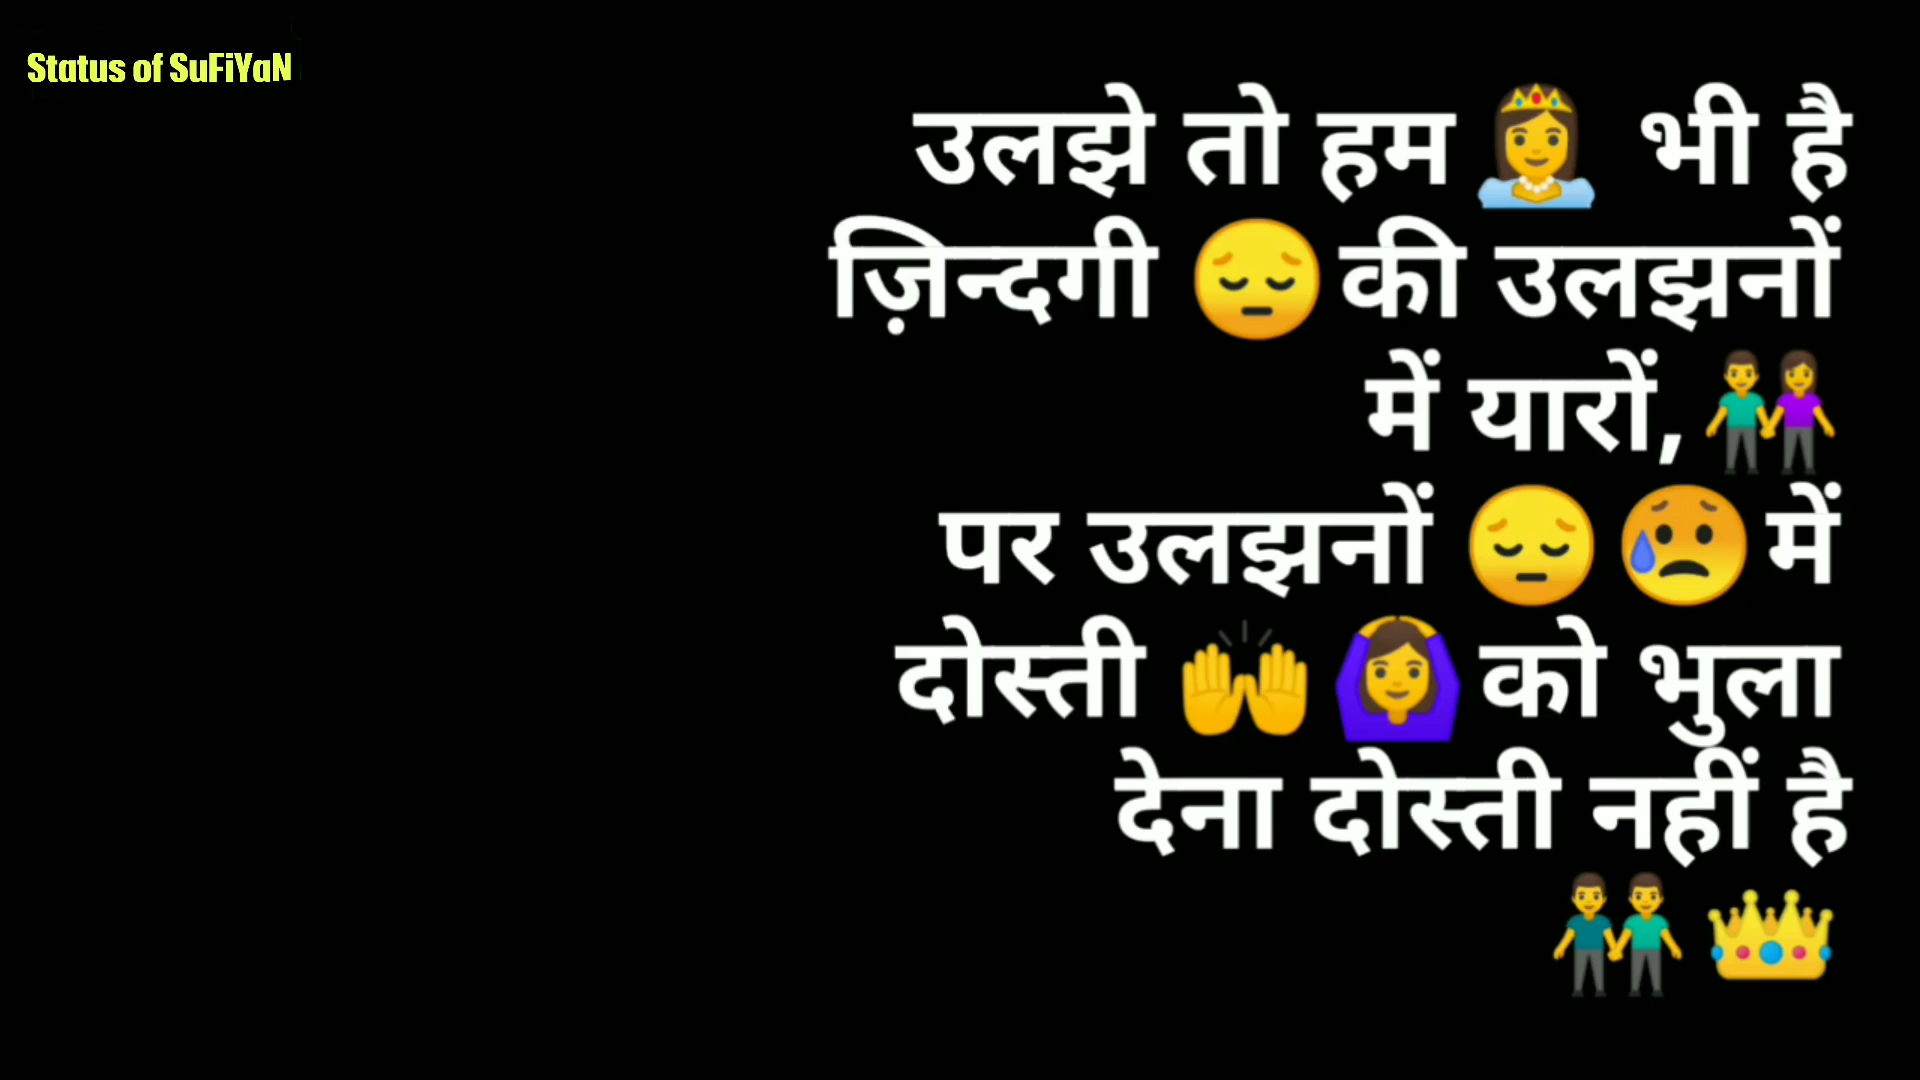 Status of SuFiYaN
उलझे तो हम👸 भी है
ज़िन्दगी 😔की उलझनों
में यारों,👫
पर उलझनों 😔😢में
दोस्ती 🙌🙆‍♀️को भुला
देना दोस्ती नहीं है
👬👑